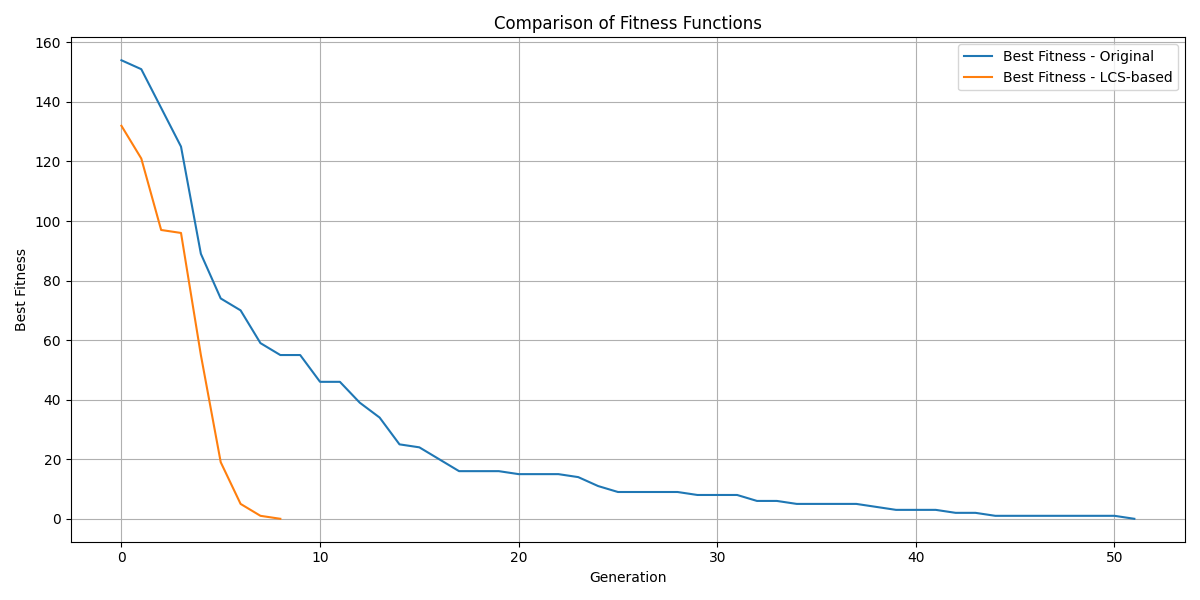 Comparison of Fitness Functions
Best Fitness - Original
Best Fitness - LCS-based
Best Fitness
160
140
120
100
80
60
40
20
0
0 10 20 30 40 50
Generation